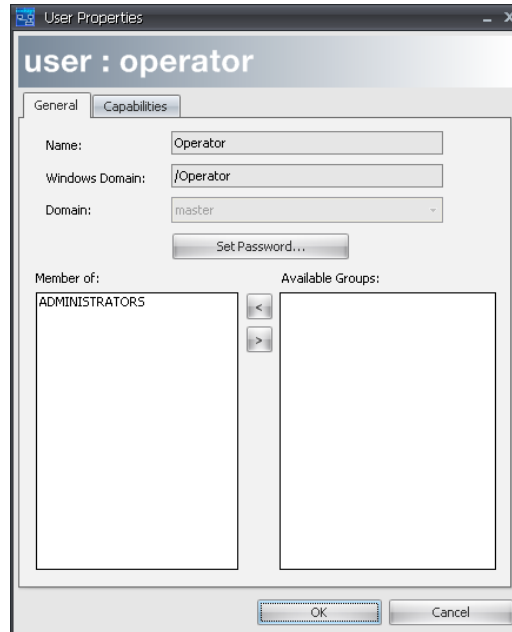 User Properties
user : operator
General
Capabilities
Name:
Operator
Windows Domain:
/Operator
Domain:
master
Set Password...
Member of:
Available Groups:
ADMINISTRATORS
<
>
OK
Cancel